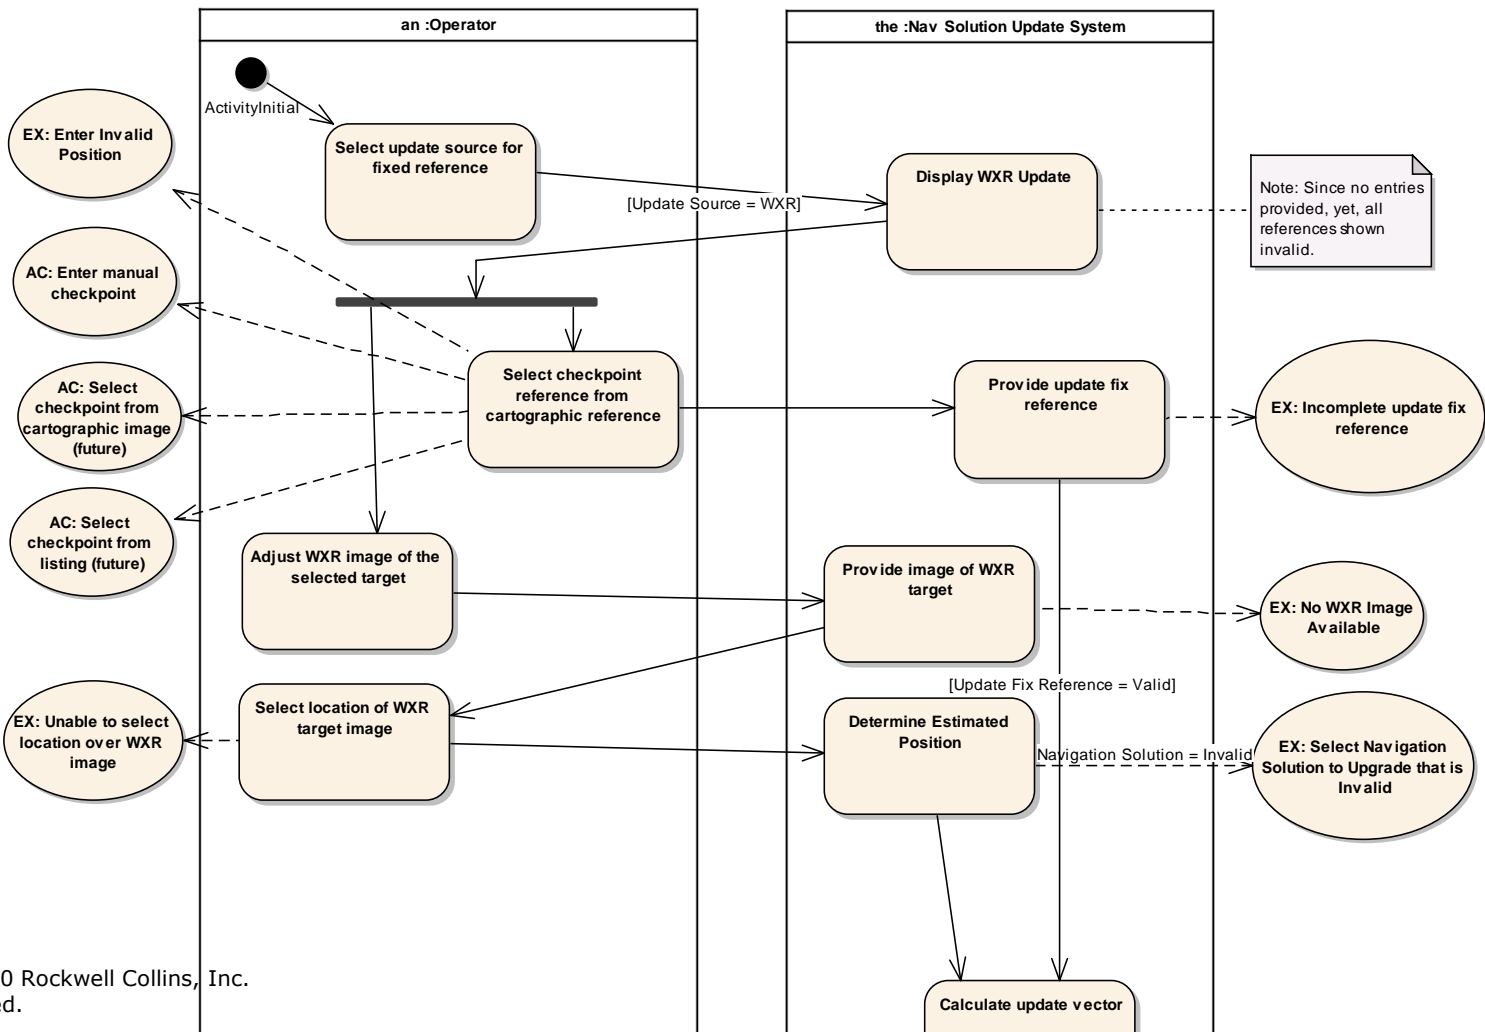 an :Operator
the :Nav Solution Update System
ActivityInitial
EX: Enter Invalid
Position
Select update source for
fixed reference
Display WXR Update
[Update Source = WXR]
Note: Since no entries
provided, yet, all
references shown
invalid.
AC: Enter manual
checkpoint
Select checkpoint
reference from
cartographic reference
Provide update fix
reference
EX: Incomplete update fix
reference
AC: Select
checkpoint from
cartographic image
(future)
AC: Select
checkpoint from
listing (future)
Adjust WXR image of the
selected target
Provide image of WXR
target
EX: No WXR Image
Available
[Update Fix Reference = Valid]
EX: Unable to select
location over WXR
image
Select location of WXR
target image
Determine Estimated
Position
Navigation Solution = Invalid
EX: Select Navigation
Solution to Upgrade that is
Invalid
Calculate update vector
0 Rockwell Collins, Inc.
ed.